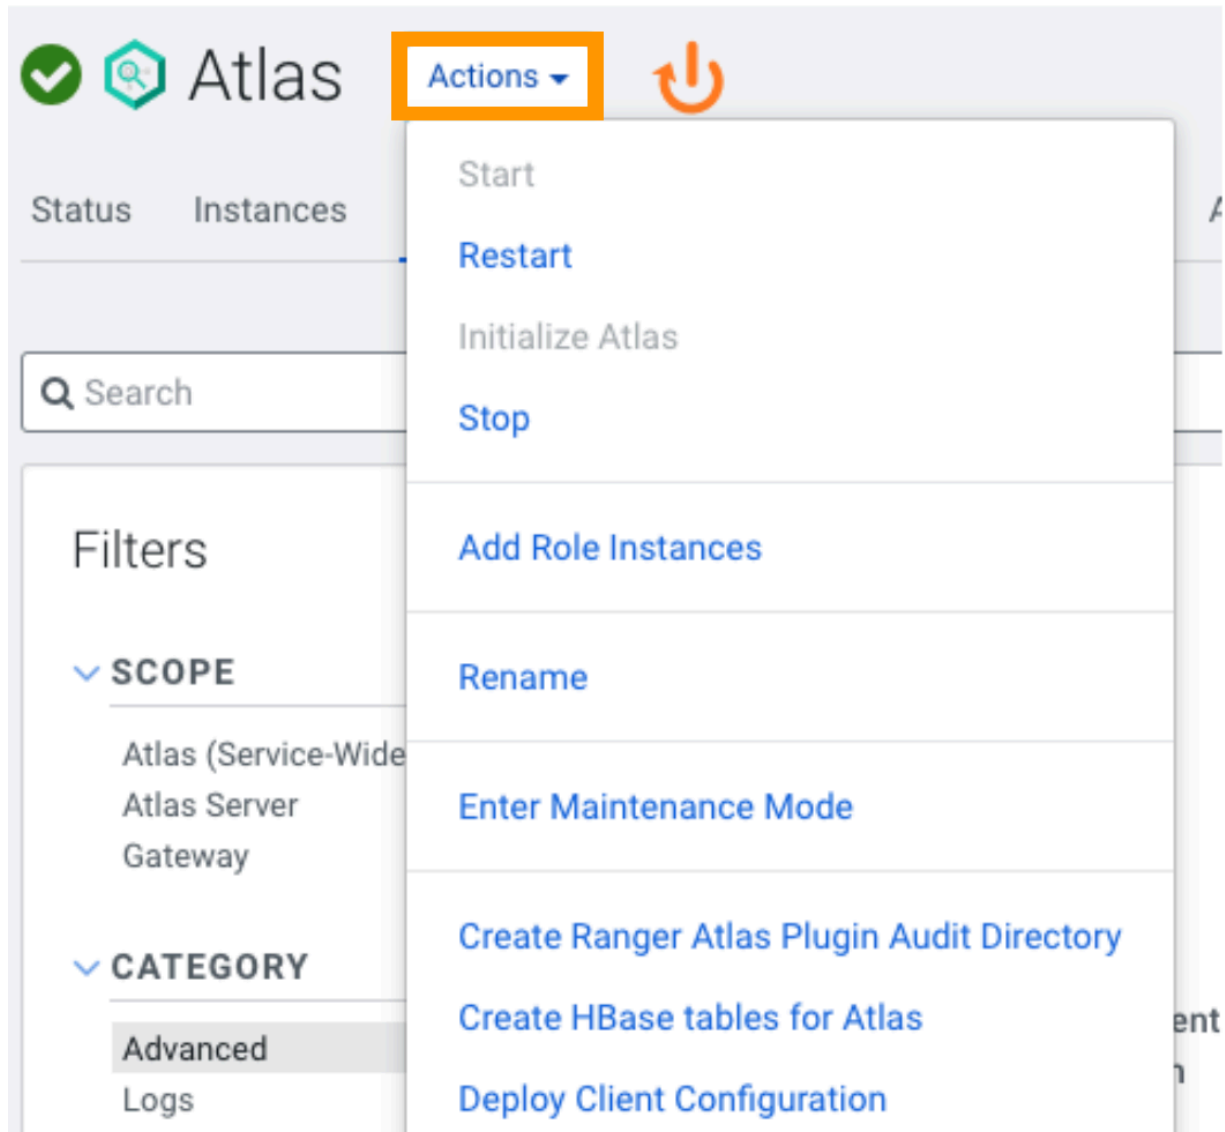 Atlas
Actions
Start
Status Instances
Restart
Initialize Atlas
Search
Stop
Filters
Add Role Instances
SCOPE
Rename
Atlas (Service-Wide
Atlas Server
Enter Maintenance Mode
Gateway
Create Ranger Atlas Plugin Audit Directory
CATEGORY
Create HBase tables for Atlas
ent
Advanced
Logs
Deploy Client Configuration